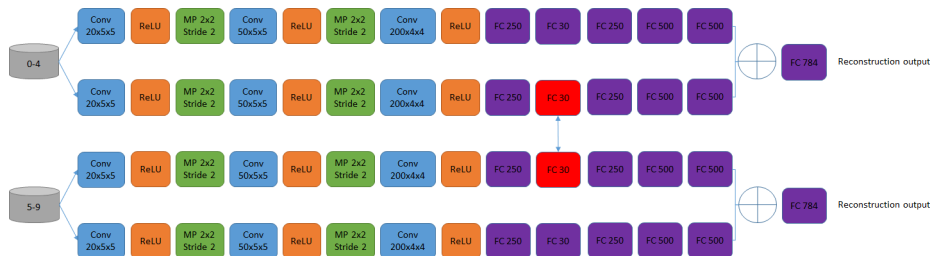 Conv
20x5x5
ReLU
MP 2x2
Stride 2
Conv
50x5x5
ReLU
MP 2x2
Stride 2
Conv
200x4x4
ReLU
FC 250
FC 30
FC 250
FC 500
FC 500
0-4
FC 784
Reconstruction output
Conv
20x5x5
ReLU
MP 2x2
Stride 2
Conv
50x5x5
ReLU
MP 2x2
Stride 2
Conv
200x4x4
ReLU
FC 250
FC 30
FC 250
FC 500
FC 500
Conv
20x5x5
ReLU
MP 2x2
Stride 2
Conv
50x5x5
ReLU
MP 2x2
Stride 2
Conv
200x4x4
ReLU
FC 250
FC 30
FC 250
FC 500
FC 500
5-9
FC 784
Reconstruction output
Conv
20x5x5
ReLU
MP 2x2
Stride 2
Conv
50x5x5
ReLU
MP 2x2
Stride 2
Conv
200x4x4
ReLU
FC 250
FC 30
FC 250
FC 500
FC 500